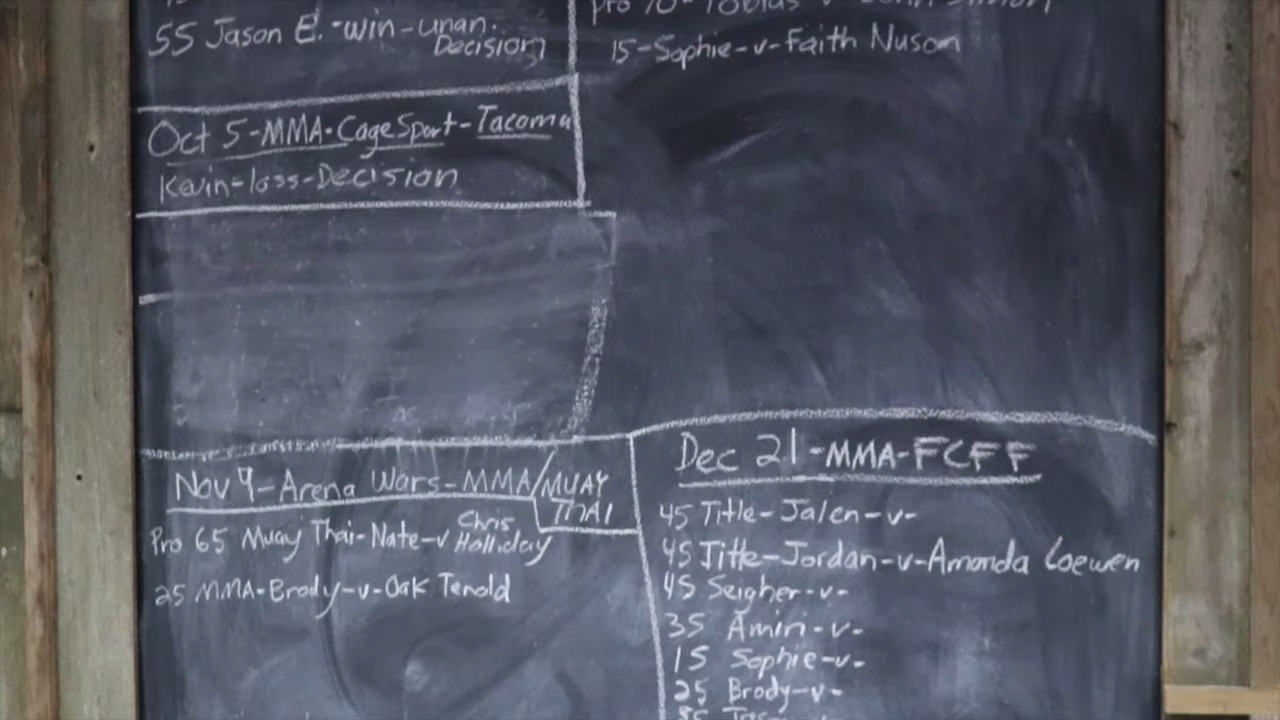 55 Jason E.-win-unan.
Decision
Oct 5-MMA-CageSport-Tacoma
Kevin-loss-Decision
Nov 9-Arena Wars-MMA/MUAY
THAI
Pro 65 Muay Thai-Nate-v Chris
Holliday
25 MMA-Brody-v-Oak Tenold
15-Sophie-v-Faith Nuson
Dec 21-MMA-FCFF
45 Title-Jalen-v-
45 Title-Jordan-v-Amanda Loewen
45 Seigher-v-
35 Amin-v-
15 Sophie-v-
25 Brody-v-